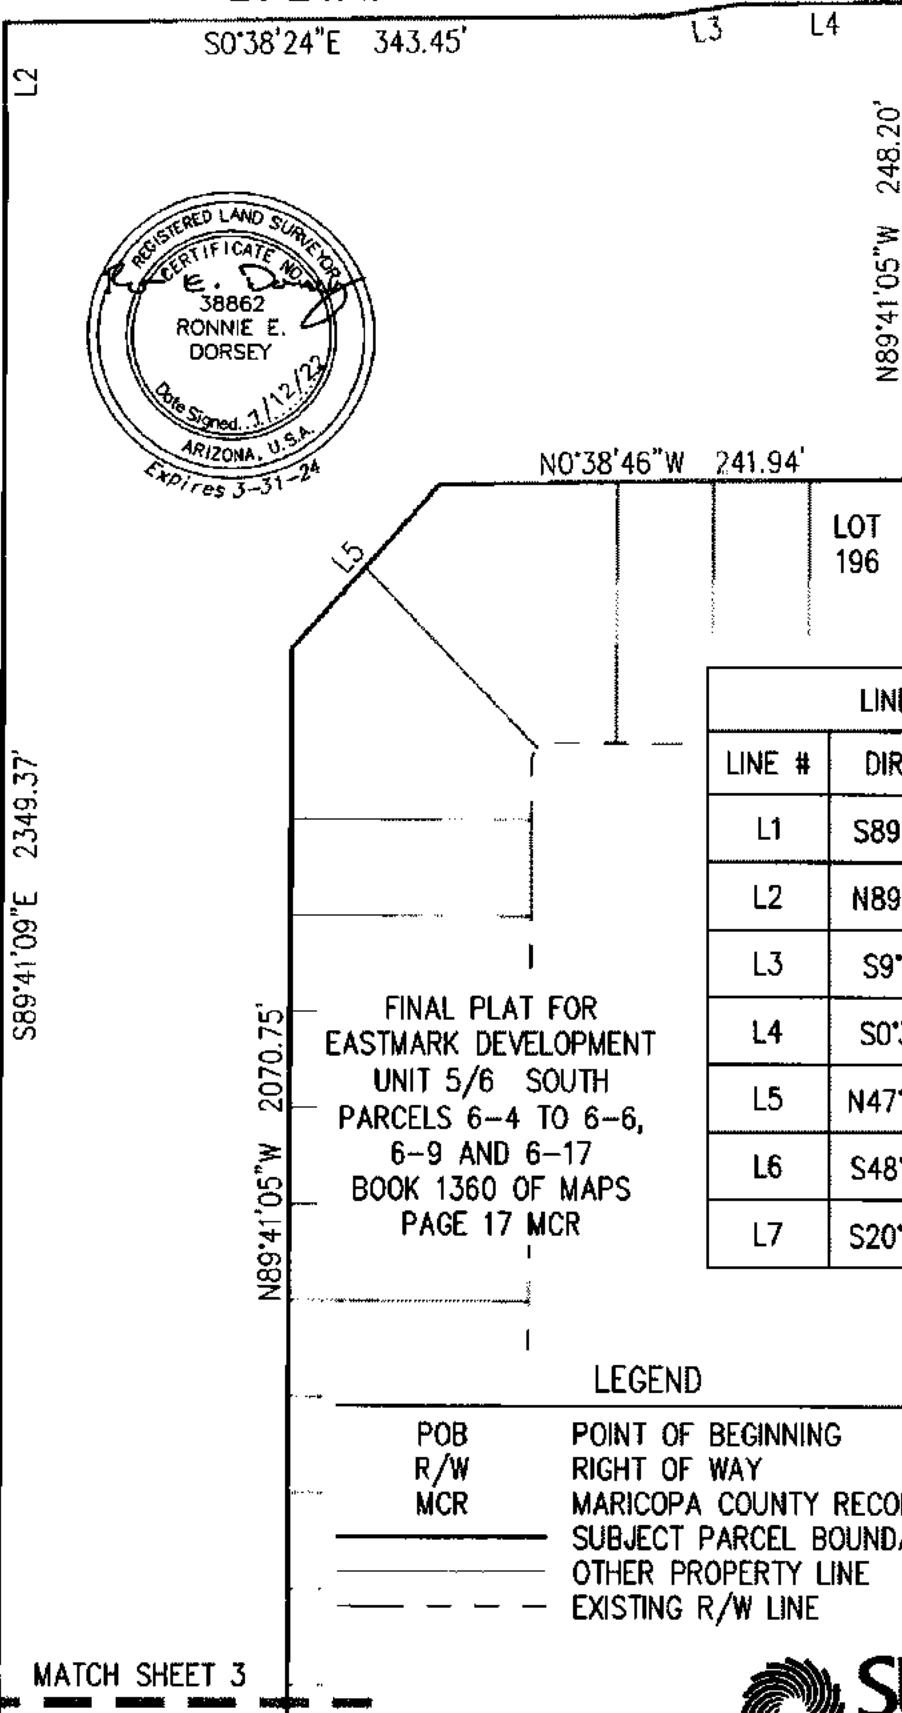 S0°38'24"E 343.45'
L3
L4
L2
N89°41'05"W 248.20'
REGISTERED LAND SURVEYOR
CERTIFICATE NO.
38862
RONNIE E.
DORSEY
Date Signed
ARIZONA, U.S.A.
Expires 3-31-24
N0°38'46"W 241.94'
LOT
196
L5
LINE # DIR
L1 S89
L2 N89
L3 S9°
L4 S0°
L5 N47°
L6 S48°
L7 S20°
S89°41'09"E 2349.37'
N89°41'05"W 2070.75'
FINAL PLAT FOR
EASTMARK DEVELOPMENT
UNIT 5/6 SOUTH
PARCELS 6-4 TO 6-6,
6-9 AND 6-17
BOOK 1360 OF MAPS
PAGE 17 MCR
LEGEND
POB POINT OF BEGINNING
R/W RIGHT OF WAY
MCR MARICOPA COUNTY
SUBJECT PARCEL
OTHER PROPERTY LINE
EXISTING R/W LINE
MATCH SHEET 3